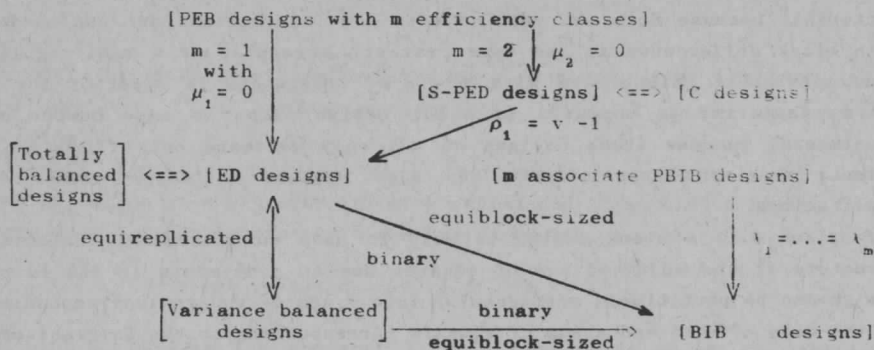 [PEB designs with m efficiency classes]
m = 1
with
μ₁ = 0
m = 2 μ₂ = 0
[S-PED designs] <==> [C designs]
ρ₁ = v -1
[Totally balanced designs] <==> [ED designs]
[m associate PBIB designs]
equireplicated
equiblock-sized
binary
=...=
[Variance balanced designs]
binary
equiblock-sized
[BIB designs]